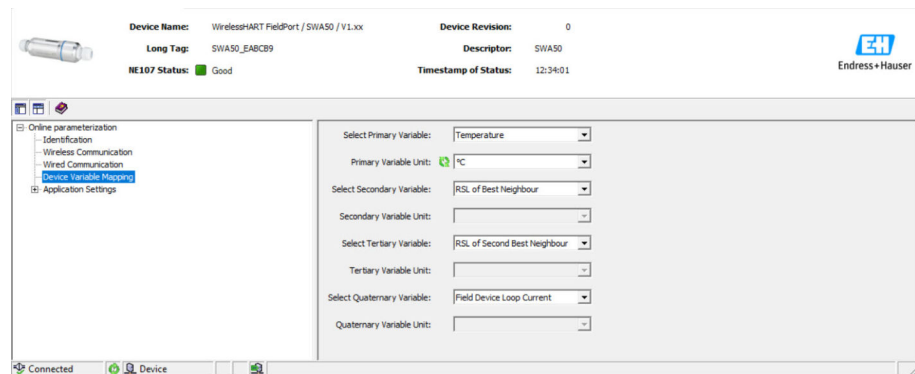 Device Name: WirelessHART FieldPort / SWA50 / V1.xx Device Revision: 0
Long Tag: SWA50_EABCB9 Descriptor: SWA50
NE107 Status: Good Timestamp of Status: 12:34:01
EH
Endress+Hauser
Online parameterization
Identification
Wireless Communication
Wired Communication
Device Variable Mapping
Application Settings
Select Primary Variable: Temperature
Primary Variable Unit: °C
Select Secondary Variable: RSL of Best Neighbour
Secondary Variable Unit:
Select Tertiary Variable: RSL of Second Best Neighbour
Tertiary Variable Unit:
Select Quaternary Variable: Field Device Loop Current
Quaternary Variable Unit:
Connected Device